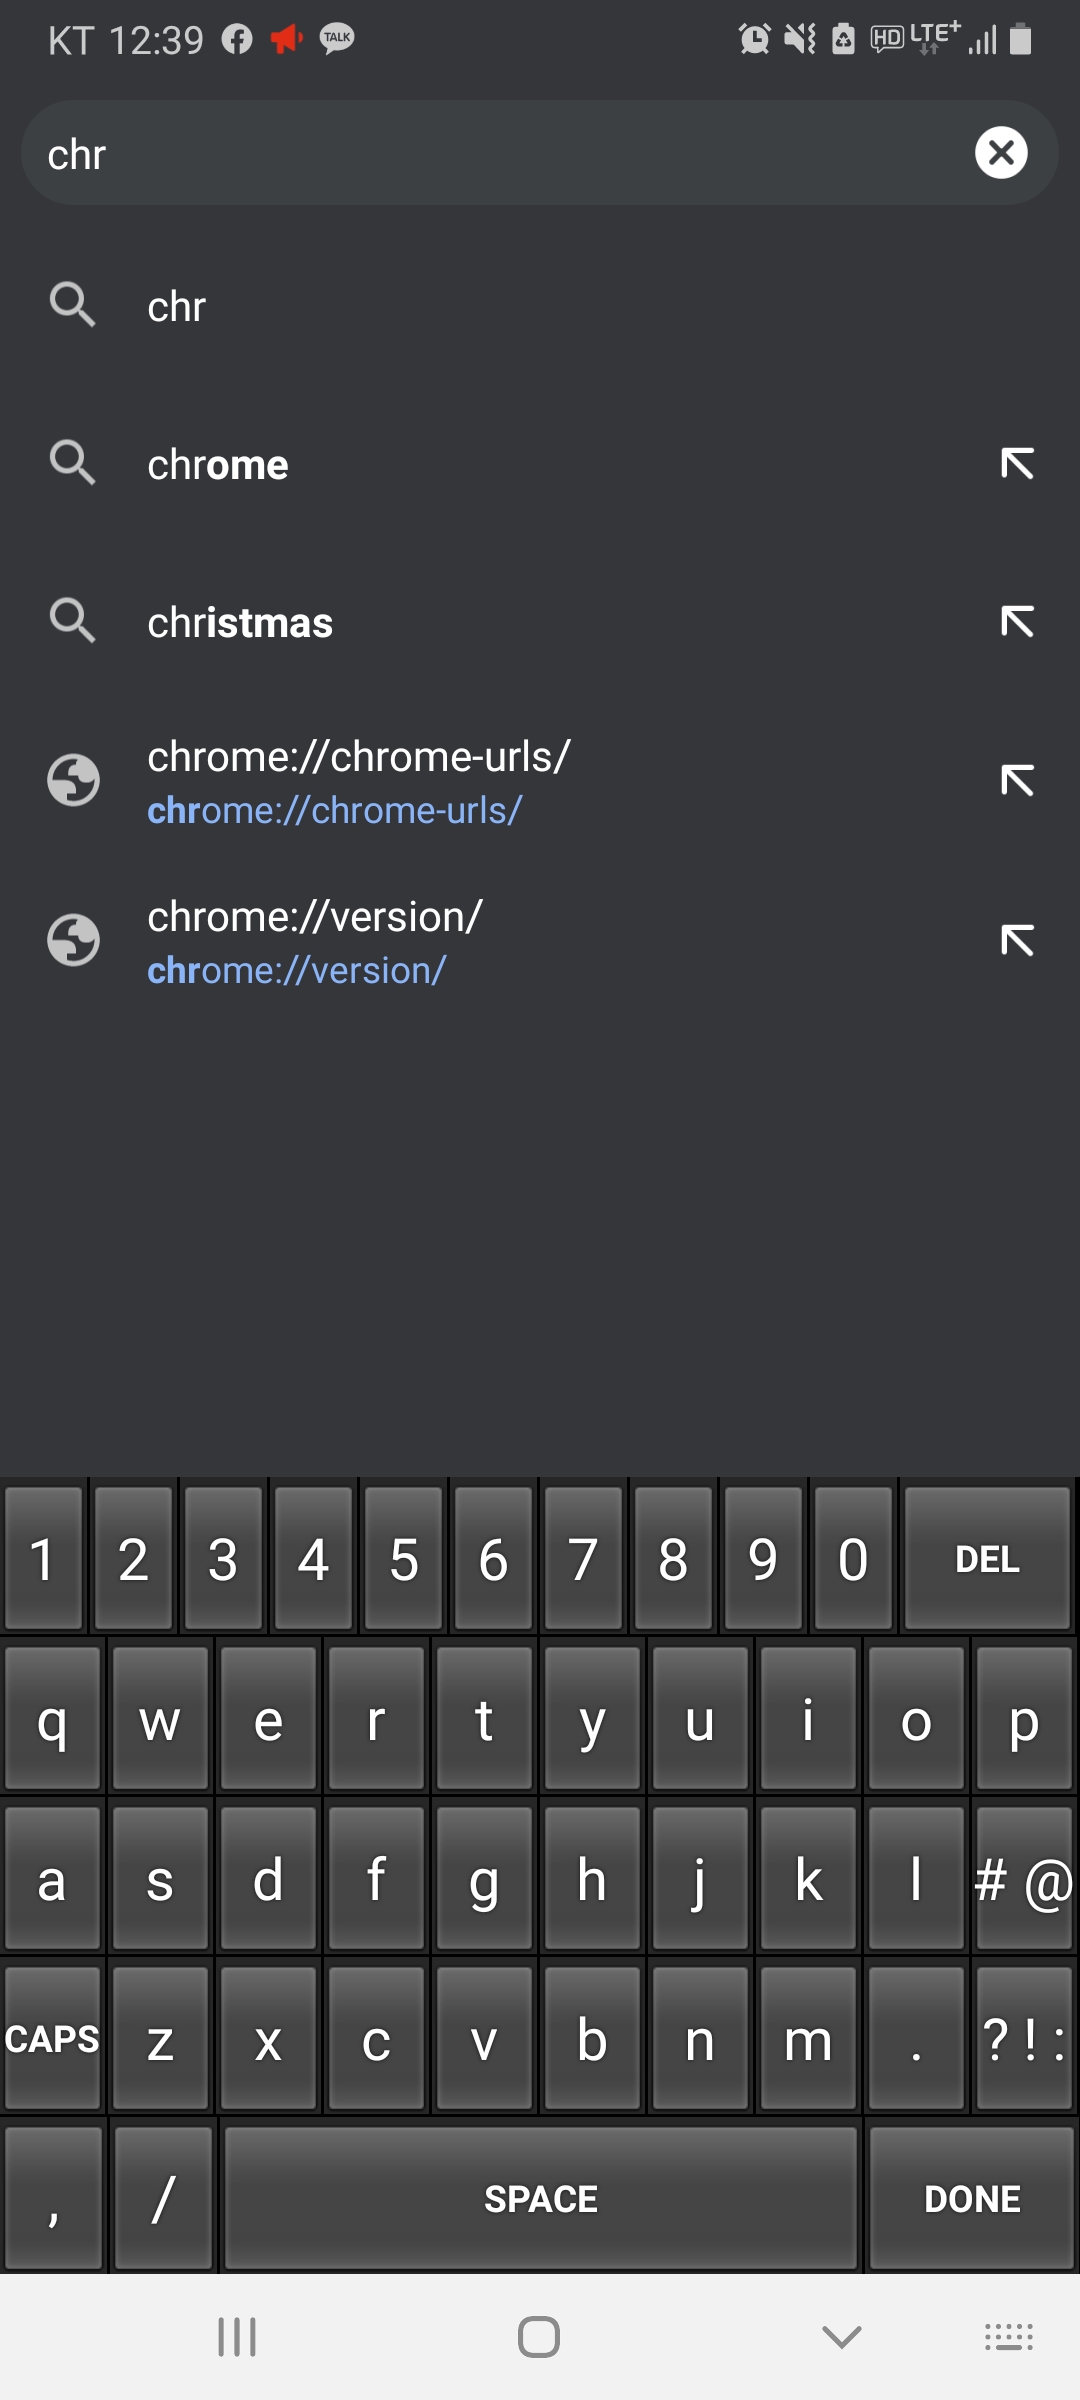 KT 12:39 TALK HD LTE+
chr
chr
chrome
christmas
chrome://chrome-urls/
chrome://chrome-urls/
chrome://version/
chrome://version/
1 2 3 4 5 6 7 8 9 0 DEL
q w e r t y u i o p
a s d f g h j k l # @
CAPS z x c v b n m . ? ! :
, / SPACE DONE